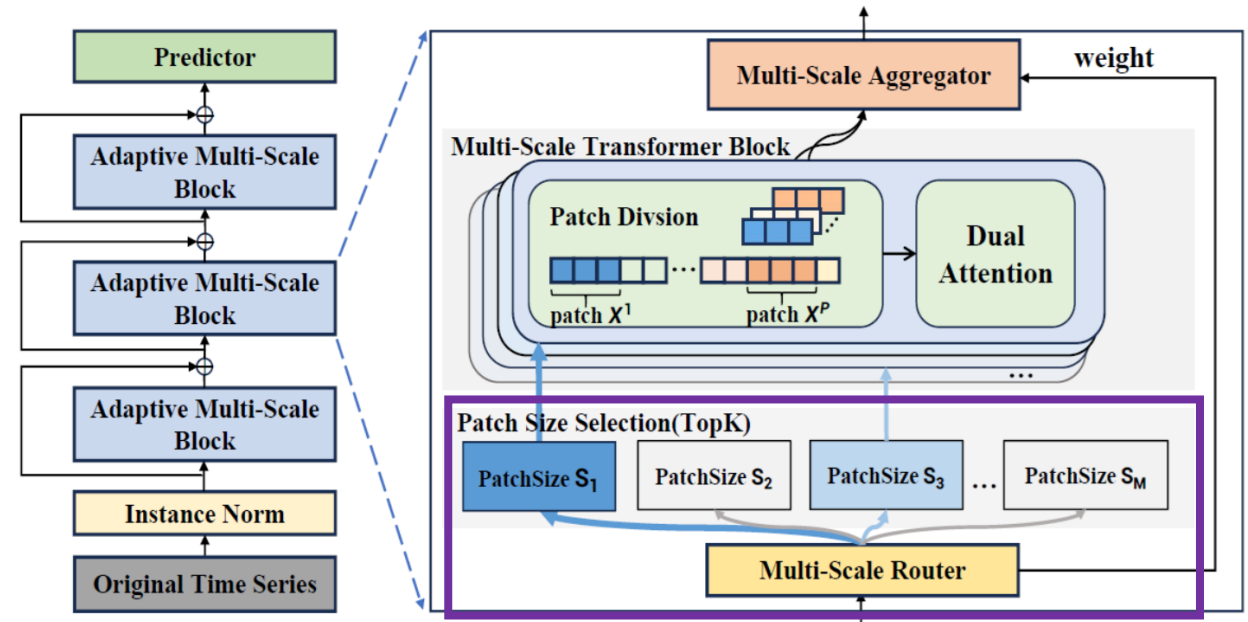 Predictor
Adaptive Multi-Scale
Block
Adaptive Multi-Scale
Block
Adaptive Multi-Scale
Block
Instance Norm
Original Time Series
Multi-Scale Aggregator
weight
Multi-Scale Transformer Block
Patch Divsion
...
patch X¹
patch Xᴾ
Dual
Attention
...
Patch Size Selection(TopK)
PatchSize S₁
PatchSize S₂
PatchSize S₃
...
PatchSize S_M
Multi-Scale Router